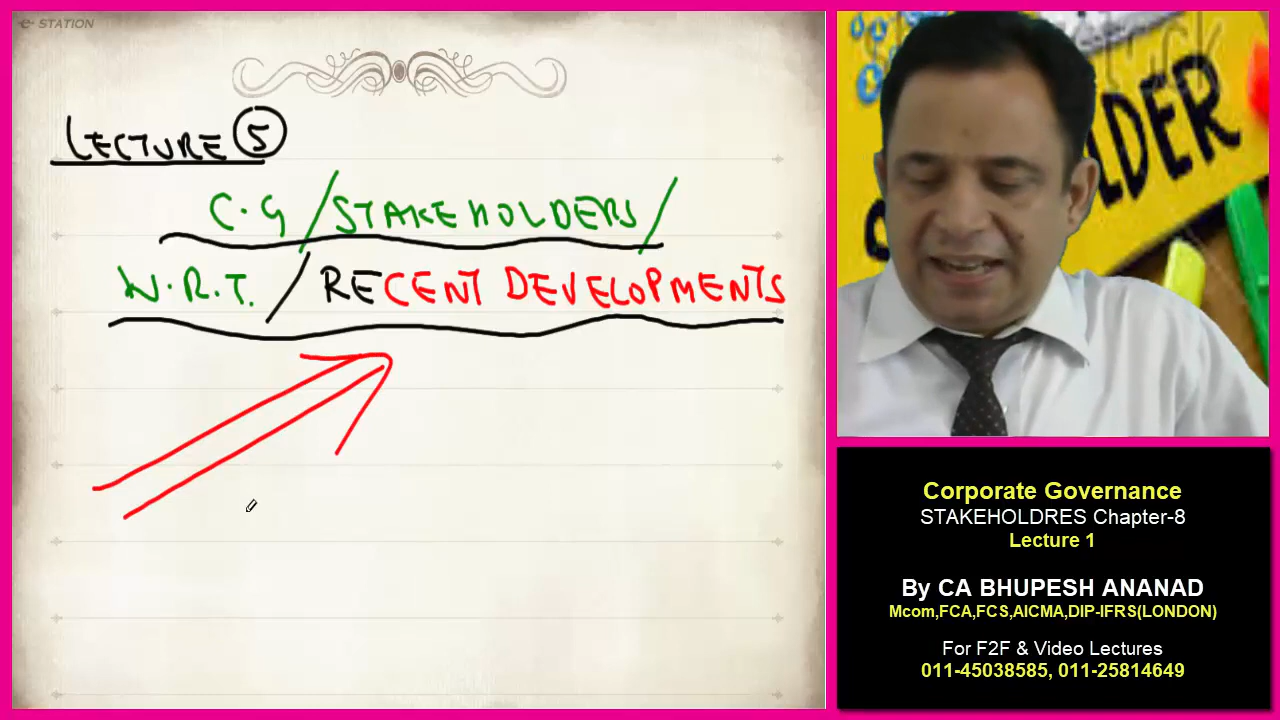 e- STATION
LECTURE 5
C.G/STAKEHOLDERS/
W.R.T./RECENT DEVELOPMENTS
LDER
Corporate Governance
STAKEHOLDRES Chapter-8
Lecture 1
By CA BHUPESH ANANAD
Mcom,FCA,FCS,AICMA,DIP-IFRS(LONDON)
For F2F & Video Lectures
011-45038585, 011-25814649